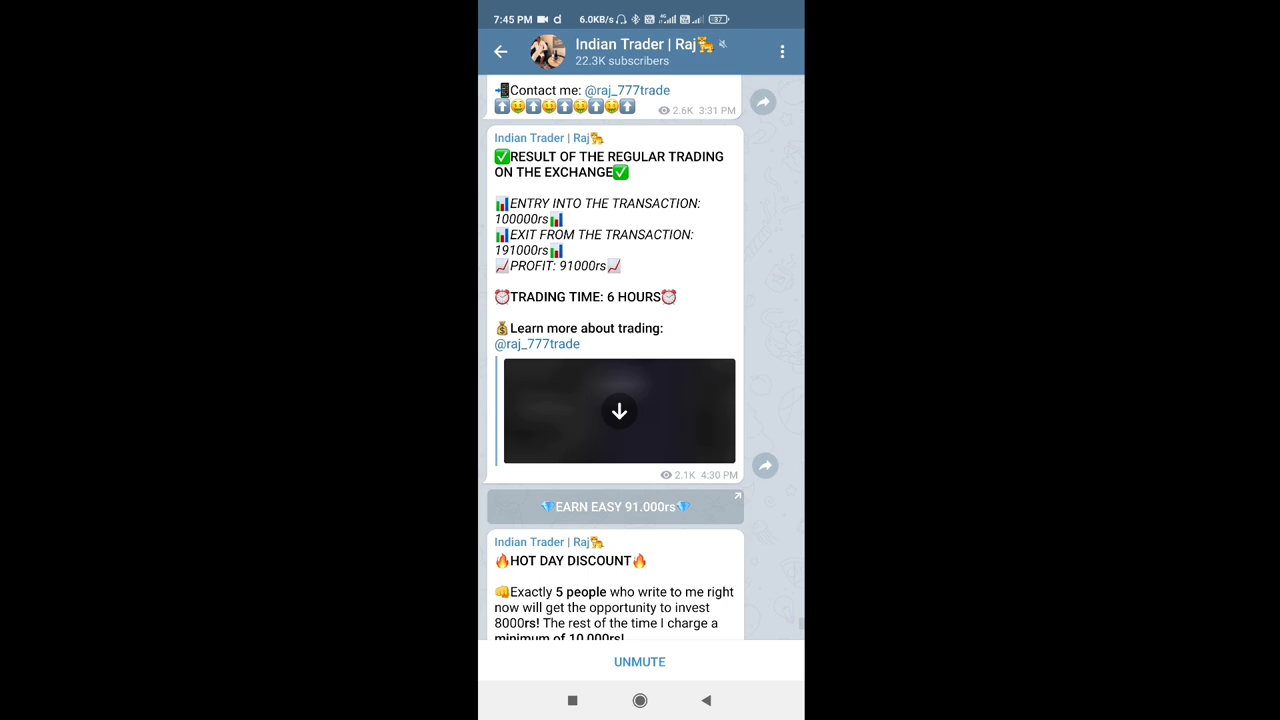 7:45 PM 6.0KB/s 37
Indian Trader | Raj🐅
22.3K subscribers
📲Contact me: @raj_777trade
⬆️🤑⬆️🤑⬆️🤑⬆️🤑⬆️ 2.6K 3:31 PM
Indian Trader | Raj🐅
✅RESULT OF THE REGULAR TRADING
ON THE EXCHANGE✅
📊ENTRY INTO THE TRANSACTION:
100000rs📊
📊EXIT FROM THE TRANSACTION:
191000rs📊
📈PROFIT: 91000rs📈
⏰TRADING TIME: 6 HOURS⏰
💰Learn more about trading:
@raj_777trade
2.1K 4:30 PM
💎EARN EASY 91.000rs💎
Indian Trader | Raj🐅
🔥HOT DAY DISCOUNT🔥
👊Exactly 5 people who write to me right
now will get the opportunity to invest
8000rs! The rest of the time I charge a
minimum of 10.000rs!
UNMUTE